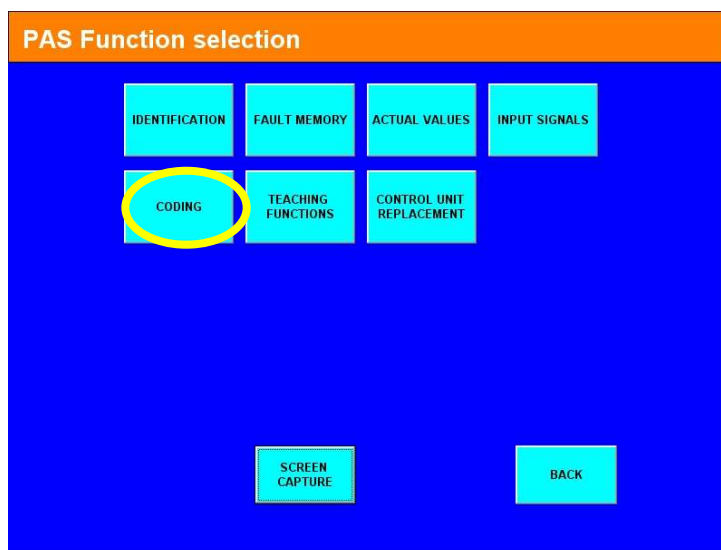 PAS Function selection
IDENTIFICATION
FAULT MEMORY
ACTUAL VALUES
INPUT SIGNALS
CODING
TEACHING
FUNCTIONS
CONTROL UNIT
REPLACEMENT
SCREEN
CAPTURE
BACK